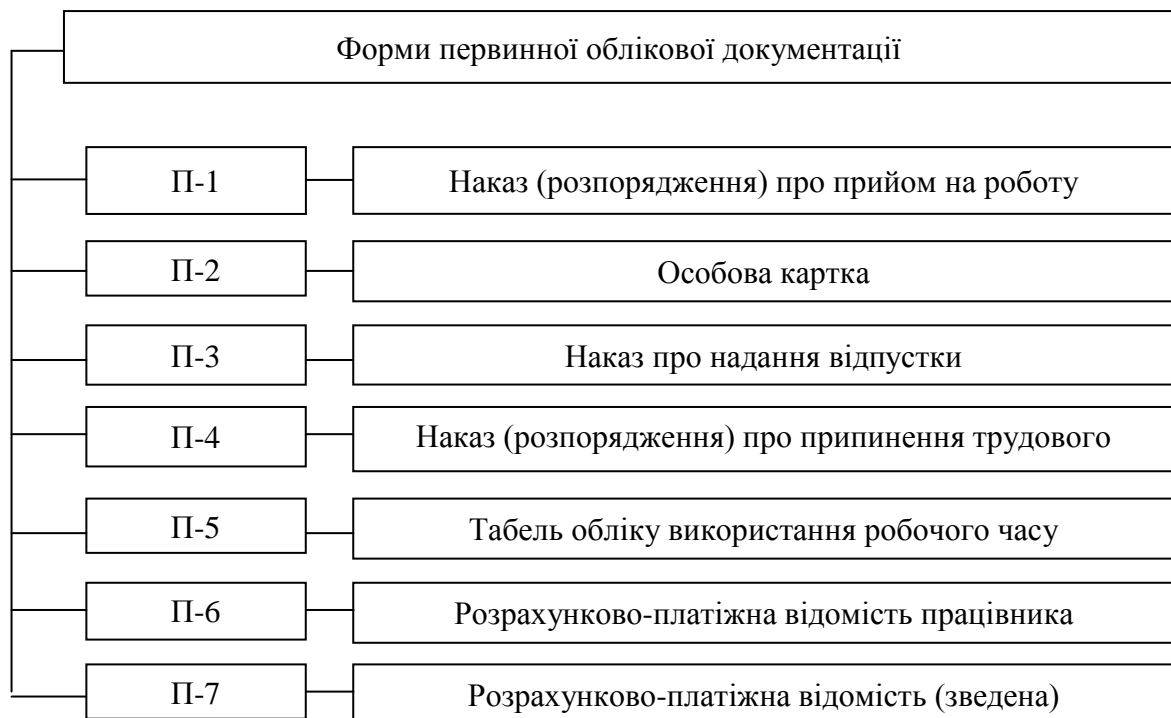 Форми первинної облікової документації
П-1 Наказ (розпорядження) про прийом на роботу
П-2 Особова картка
П-3 Наказ про надання відпустки
П-4 Наказ (розпорядження) про припинення трудового
П-5 Табель обліку використання робочого часу
П-6 Розрахунково-платіжна відомість працівника
П-7 Розрахунково-платіжна відомість (зведена)